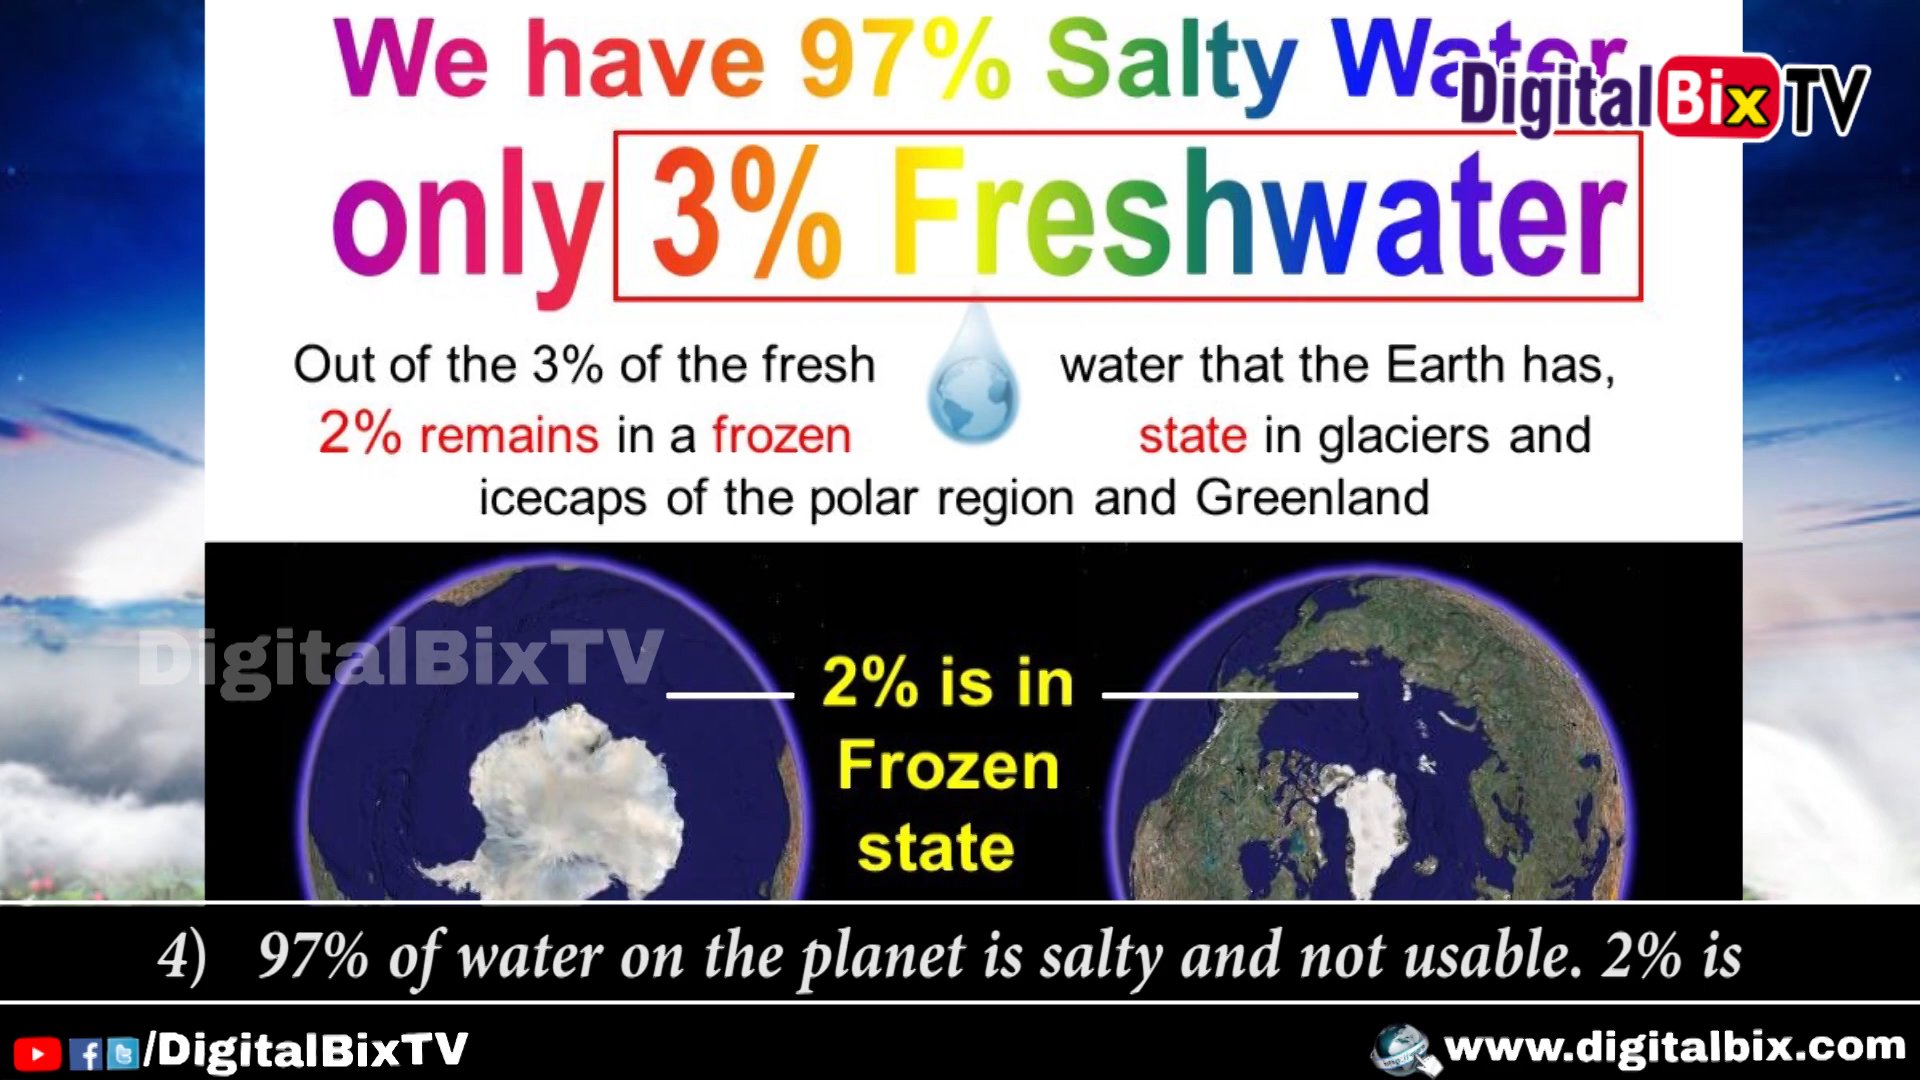 We have 97% Salty Water
DigitalBixTV
only 3% Freshwater
Out of the 3% of the fresh water that the Earth has,
2% remains in a frozen state in glaciers and
icecaps of the polar region and Greenland
DigitalBixTV
2% is in
Frozen
state
4) 97% of water on the planet is salty and not usable. 2% is
/DigitalBixTV
www.digitalbix.com